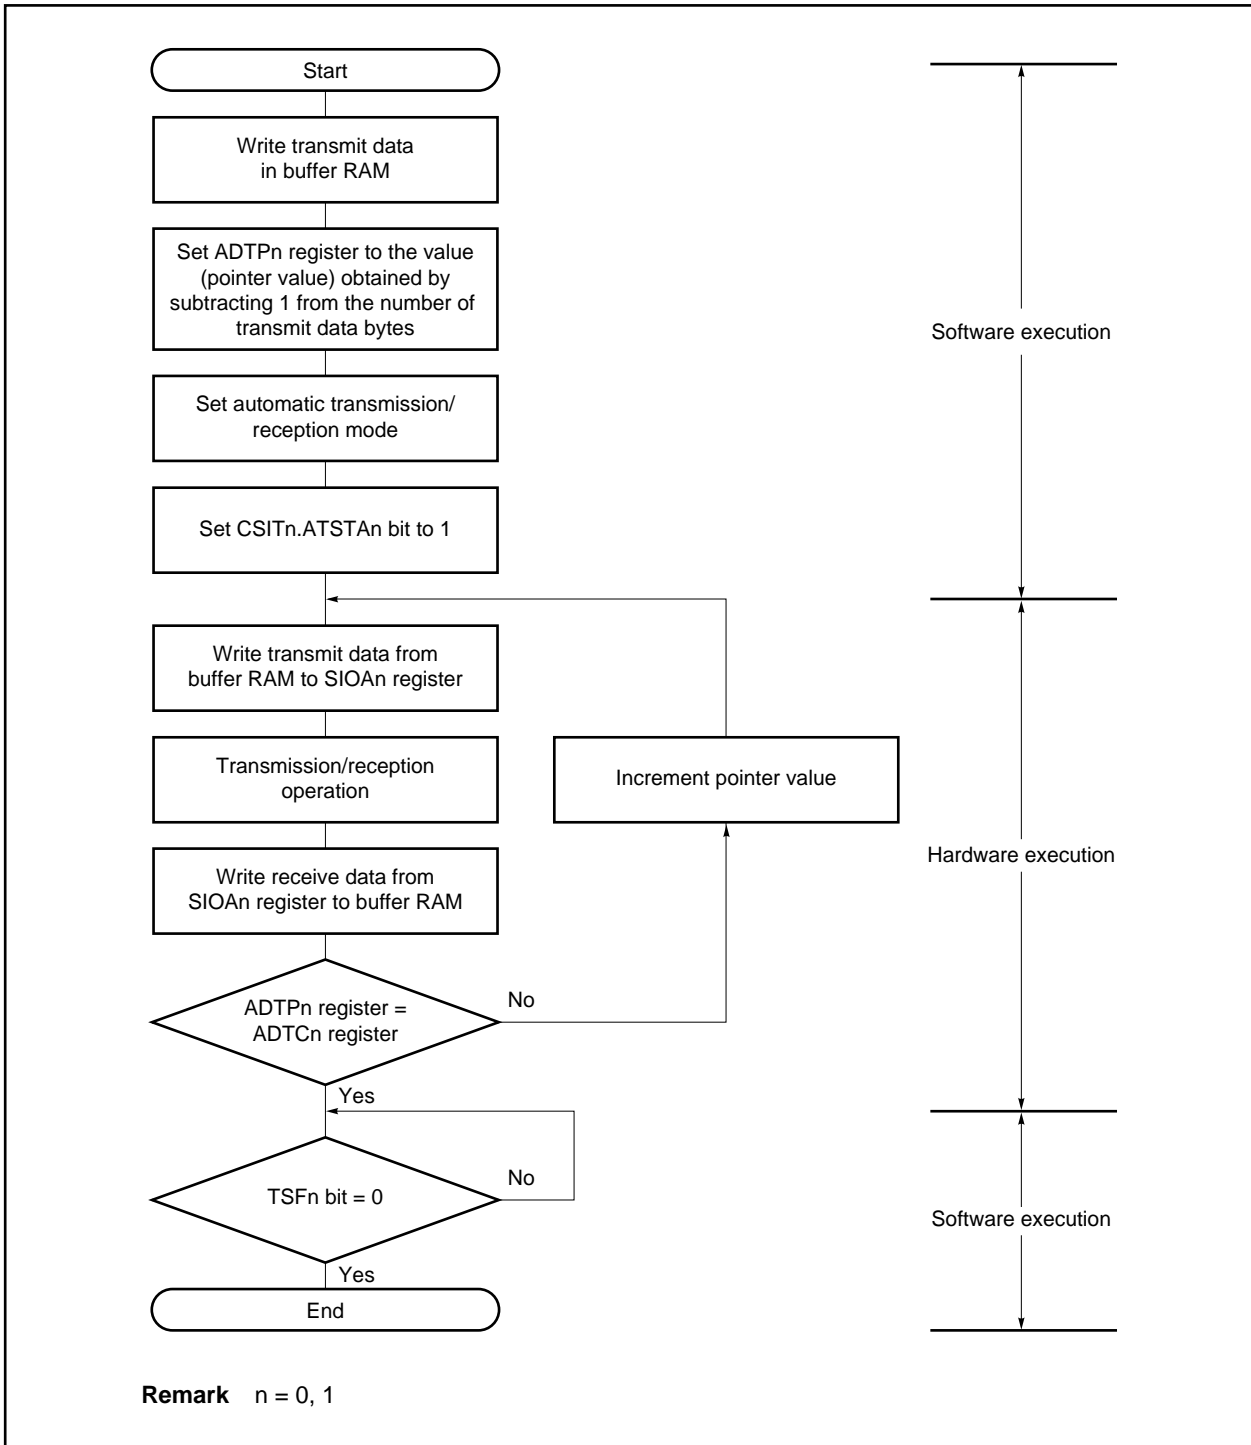 Start
Write transmit data
in buffer RAM
Set ADTPn register to the value
(pointer value) obtained by
subtracting 1 from the number of
transmit data bytes
Set automatic transmission/
reception mode
Set CSITn.ATSTAn bit to 1
Software execution
Write transmit data from
buffer RAM to SIOAn register
Transmission/reception
operation
Increment pointer value
Write receive data from
SIOAn register to buffer RAM
Hardware execution
ADTPn register =
ADTCn register
No
Yes
TSFn bit = 0
No
Yes
Software execution
End
Remark n = 0, 1